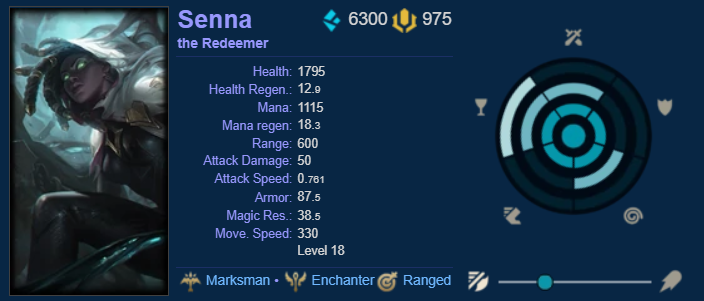 Senna 6300 975
the Redeemer
Health: 1795
Health Regen.: 12.9
Mana: 1115
Mana regen: 18.3
Range: 600
Attack Damage: 50
Attack Speed: 0.761
Armor: 87.5
Magic Res.: 38.5
Move. Speed: 330
Level 18
Marksman • Enchanter Ranged